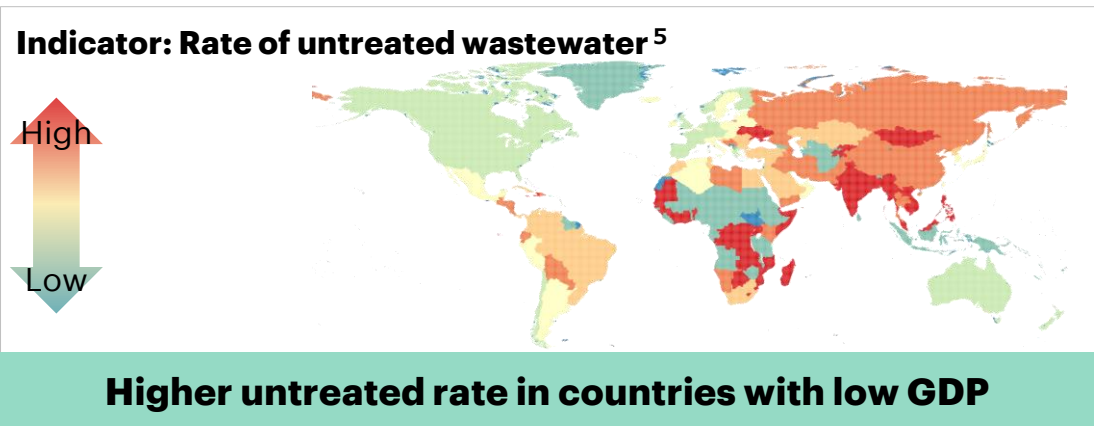 Indicator: Rate of untreated wastewater 5
High
Low
Higher untreated rate in countries with low GDP